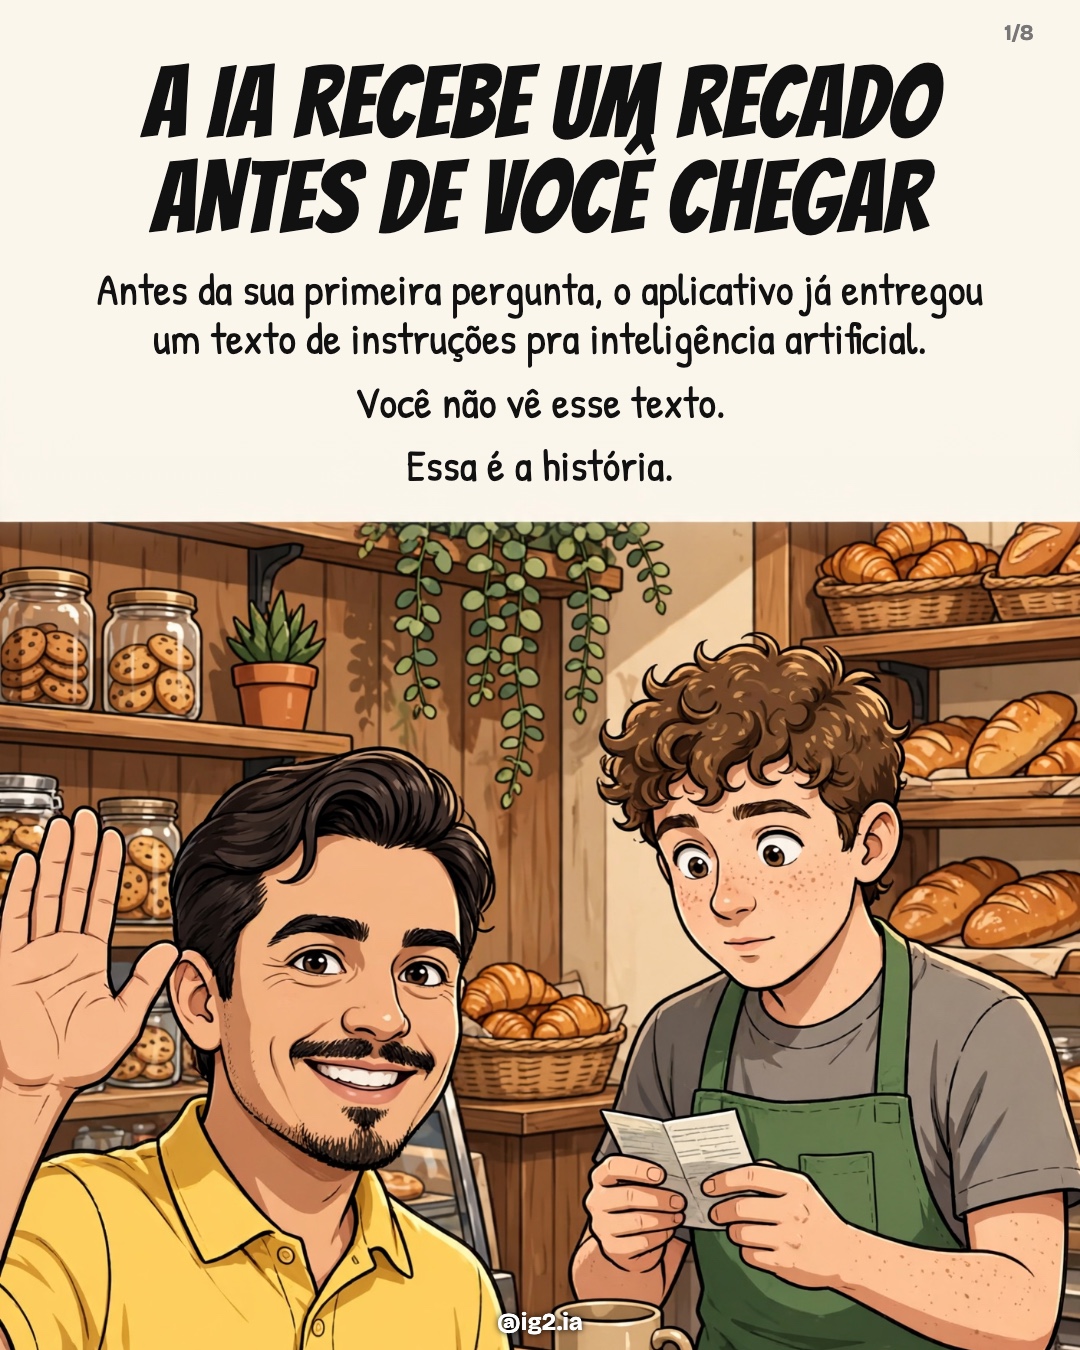 1/8
A IA RECEBE UM RECADO
ANTES DE VOCÊ CHEGAR
Antes da sua primeira pergunta, o aplicativo já entregou
um texto de instruções pra inteligência artificial.
Você não vê esse texto.
Essa é a história.
@ig2.ia